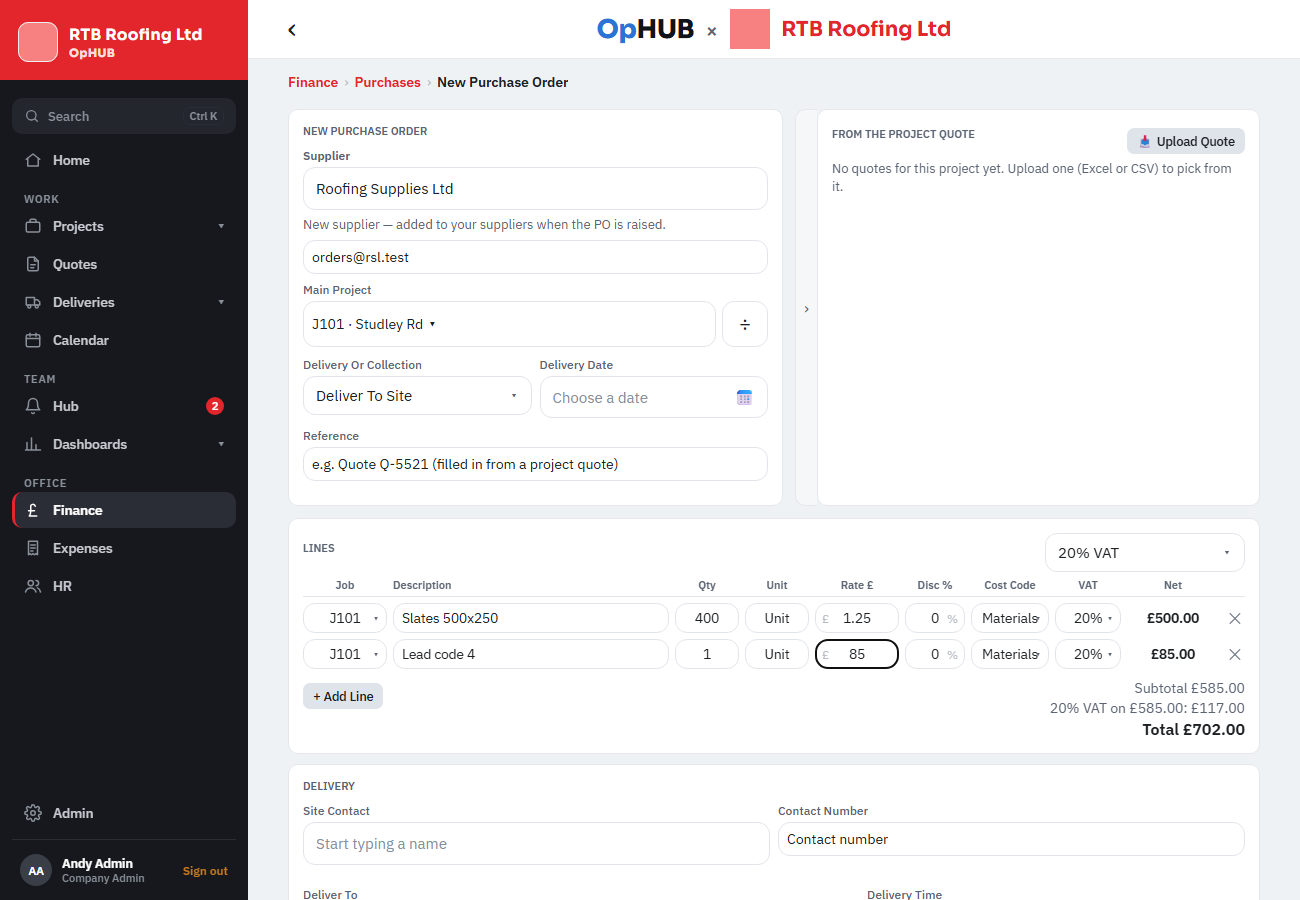 RTB Roofing Ltd
OpHUB
Search Ctrl K
Home
WORK
Projects
Quotes
Deliveries
Calendar
TEAM
Hub 2
Dashboards
OFFICE
£ Finance
Expenses
HR
Admin
AA Andy Admin
Company Admin
Sign out
OpHUB × RTB Roofing Ltd
Finance › Purchases › New Purchase Order
NEW PURCHASE ORDER
Supplier
Roofing Supplies Ltd
New supplier — added to your suppliers when the PO is raised.
orders@rsl.test
Main Project
J101 · Studley Rd
÷
Delivery Or Collection Delivery Date
Deliver To Site Choose a date
Reference
e.g. Quote Q-5521 (filled in from a project quote)
FROM THE PROJECT QUOTE
Upload Quote
No quotes for this project yet. Upload one (Excel or CSV) to pick from
it.
LINES
20% VAT
Job Description Qty Unit Rate £ Disc % Cost Code VAT Net
J101 Slates 500x250 400 Unit £ 1.25 0 % Materials 20% £500.00
J101 Lead code 4 1 Unit £ 85 0 % Materials 20% £85.00
+ Add Line
Subtotal £585.00
20% VAT on £585.00: £117.00
Total £702.00
DELIVERY
Site Contact Contact Number
Start typing a name Contact number
Deliver To Delivery Time